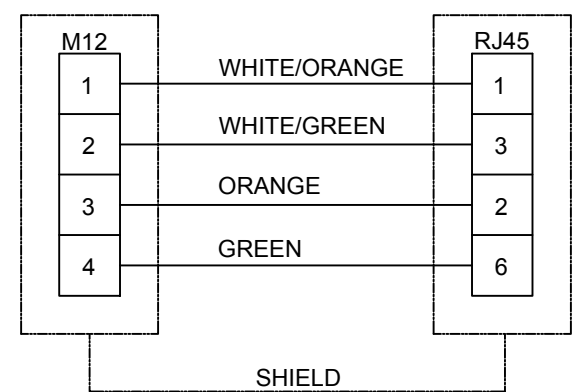 M12 RJ45
1 WHITE/ORANGE 1
2 WHITE/GREEN 3
3 ORANGE 2
4 GREEN 6
SHIELD